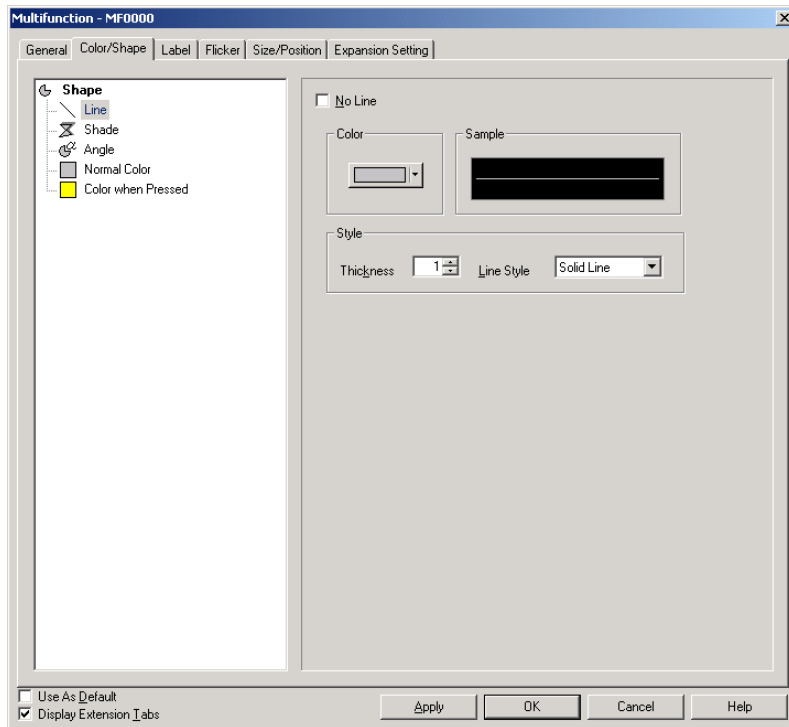 Multifunction - MF0000
General Color/Shape Label Flicker Size/Position Expansion Setting
Shape
Line
Shade
Angle
Normal Color
Color when Pressed
No Line
Color
Sample
Style
Thickness 1 Line Style Solid Line
Use As Default
Display Extension Tabs
Apply OK Cancel Help